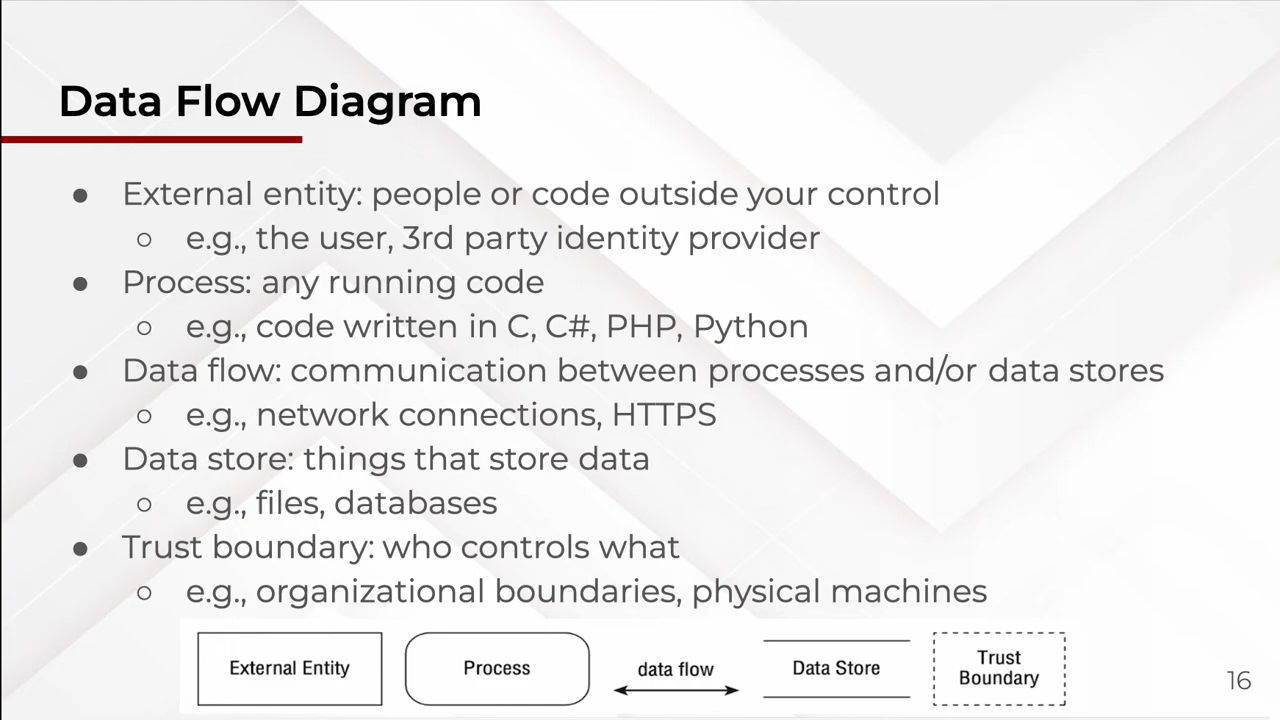 Data Flow Diagram
● External entity: people or code outside your control
○ e.g., the user, 3rd party identity provider
● Process: any running code
○ e.g., code written in C, C#, PHP, Python
● Data flow: communication between processes and/or data stores
○ e.g., network connections, HTTPS
● Data store: things that store data
○ e.g., files, databases
● Trust boundary: who controls what
○ e.g., organizational boundaries, physical machines
External Entity
Process
data flow
Data Store
Trust
Boundary
16